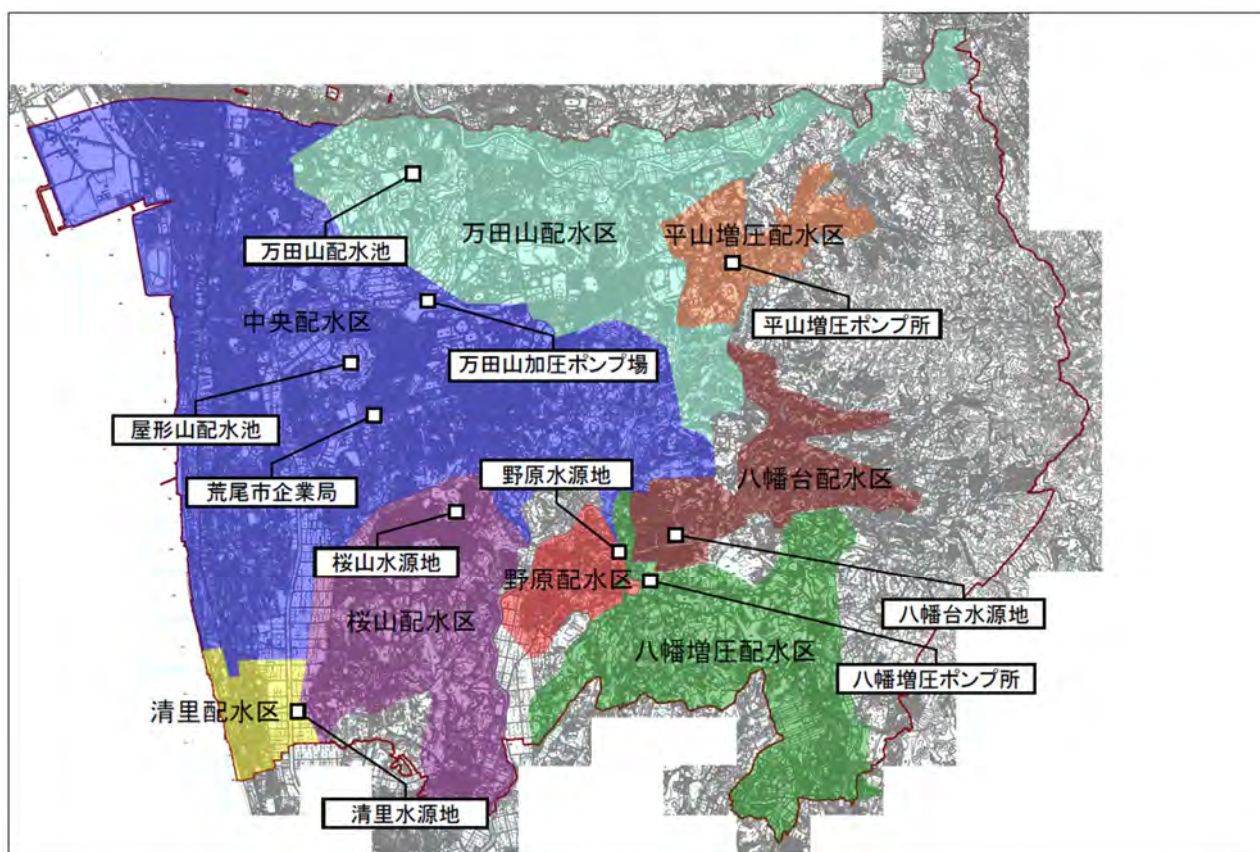 万田山配水区
平山増圧配水区
万田山配水池
中央配水区
平山増圧ポンプ所
万田山加圧ポンプ場
屋形山配水池
野原水源地
八幡台配水区
荒尾市企業局
桜山水源地
野原配水区
八幡台水源地
桜山配水区
八幡増圧配水区
八幡増圧ポンプ所
清里配水区
清里水源地